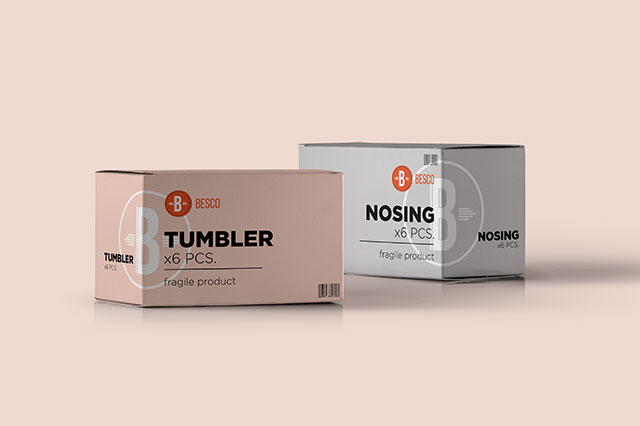 B
BESCO
TUMBLER
x6 PCS.
fragile product
B
TUMBLER
x6 PCS.
B
BESCO
NOSING
x6 PCS.
fragile product
B
NOSING
x6 PCS.